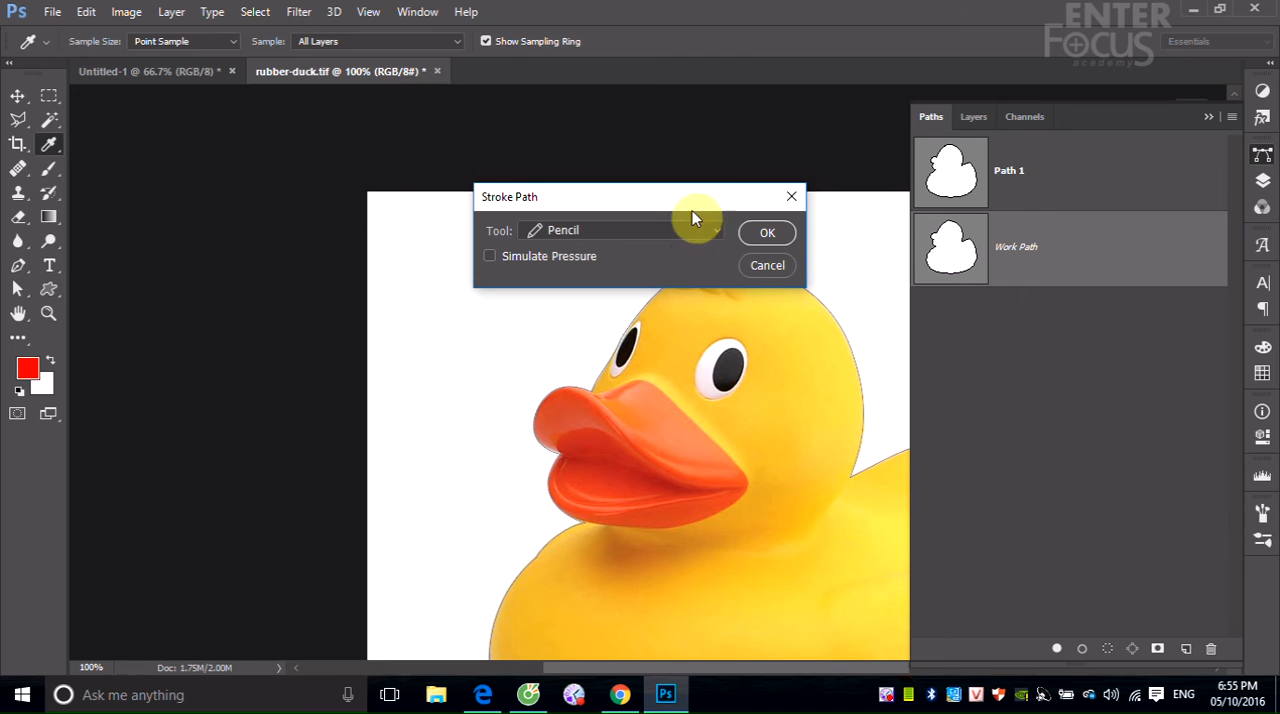 Ps File Edit Image Layer Type Select Filter 3D View Window Help
ENTER
FOCUS
academy
Sample Size: Point Sample Sample: All Layers Show Sampling Ring Essentials
Untitled-1 @ 66.7% (RGB/8) * × rubber-duck.tif @ 100% (RGB/8#) * ×
Paths Layers Channels
Path 1
Work Path
Stroke Path
Tool: Pencil OK
Simulate Pressure Cancel
100% Doc: 1.75M/2.00M
Ask me anything
Ps
ENG
6:55 PM
05/10/2016